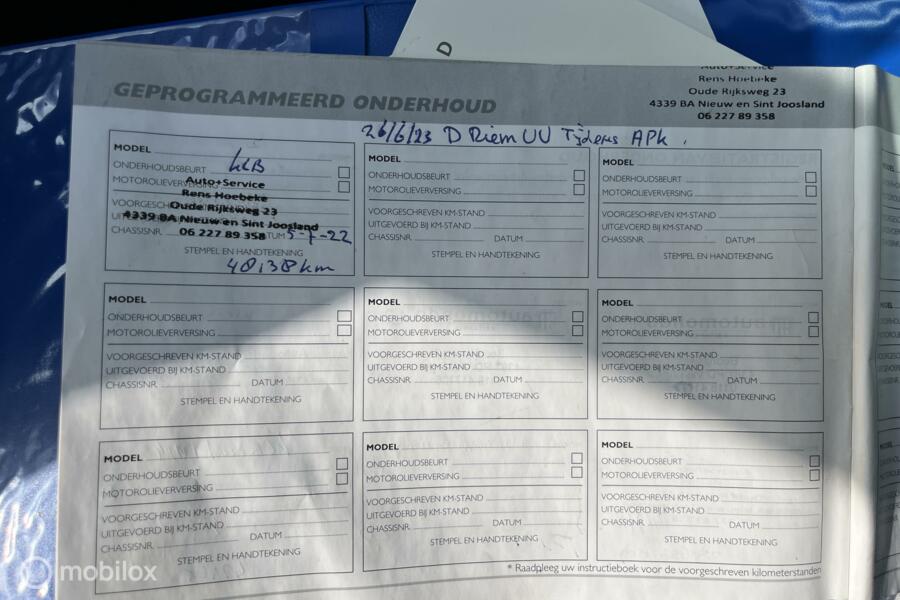 D
GEPROGRAMMEERD ONDERHOUD
Auto+Service
Rens Hoebeke
Oude Rijksweg 23
4339 BA Nieuw en Sint Joosland
06 227 89 358
26/6/23 D Riem UU Tijdens APK.
MODEL
ONDERHOUDSBEURT
MOTOROLIEVERVERSING
Auto+Service
Rens Hoebeke
Oude Rijksweg 23
4339 BA Nieuw en Sint Joosland
06 227 89 358
CHASSISNR.
5-7-22
STEMPEL EN HANDTEKENING
48138km
MODEL
ONDERHOUDSBEURT
MOTOROLIEVERVERSING
VOORGESCHREVEN KM-STAND
UITGEVOERD BIJ KM-STAND
CHASSISNR. DATUM
STEMPEL EN HANDTEKENING
MODEL
ONDERHOUDSBEURT
MOTOROLIEVERVERSING
VOORGESCHREVEN KM-STAND
UITGEVOERD BIJ KM-STAND
CHASSISNR. DATUM
STEMPEL EN HANDTEKENING
MODEL
ONDERHOUDSBEURT
MOTOROLIEVERVERSING
VOORGESCHREVEN KM-STAND
UITGEVOERD BIJ KM-STAND
CHASSISNR. DATUM
STEMPEL EN HANDTEKENING
MODEL
ONDERHOUDSBEURT
MOTOROLIEVERVERSING
VOORGESCHREVEN KM-STAND
UITGEVOERD BIJ KM-STAND
CHASSISNR. DATUM
STEMPEL EN HANDTEKENING
MODEL
ONDERHOUDSBEURT
MOTOROLIEVERVERSING
VOORGESCHREVEN KM-STAND
UITGEVOERD BIJ KM-STAND
CHASSISNR. DATUM
STEMPEL EN HANDTEKENING
MODEL
ONDERHOUDSBEURT
MOTOROLIEVERVERSING
VOORGESCHREVEN KM-STAND
UITGEVOERD BIJ KM-STAND
CHASSISNR. DATUM
STEMPEL EN HANDTEKENING
MODEL
ONDERHOUDSBEURT
MOTOROLIEVERVERSING
VOORGESCHREVEN KM-STAND
UITGEVOERD BIJ KM-STAND
CHASSISNR. DATUM
STEMPEL EN HANDTEKENING
MODEL
ONDERHOUDSBEURT
MOTOROLIEVERVERSING
VOORGESCHREVEN KM-STAND
UITGEVOERD BIJ KM-STAND
CHASSISNR. DATUM
STEMPEL EN HANDTEKENING
* Raadpleeg uw instructieboek voor de voorgeschreven kilometerstanden
mobilox